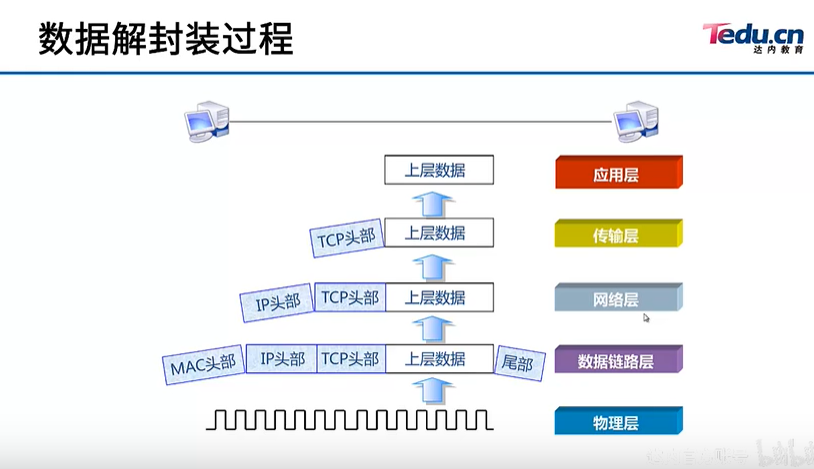 数据解封装过程
Tedu.cn
达内教育
上层数据
应用层
TCP头部 上层数据
传输层
IP头部 TCP头部 上层数据
网络层
MAC头部 IP头部 TCP头部 上层数据 尾部
数据链路层
物理层
bilibili